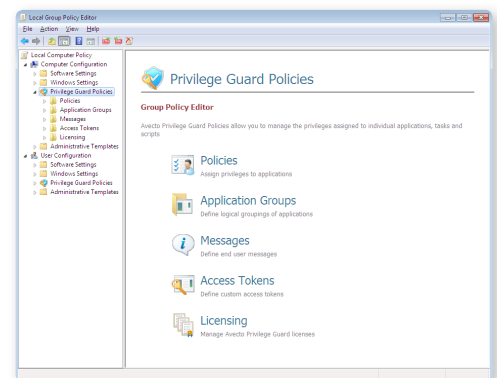 Local Group Policy Editor
File Action View Help
Local Computer Policy
Computer Configuration
Software Settings
Windows Settings
Privilege Guard Policies
Policies
Application Groups
Messages
Access Tokens
Licensing
Administrative Templates
User Configuration
Software Settings
Windows Settings
Privilege Guard Policies
Administrative Templates
Privilege Guard Policies
Group Policy Editor
Avecto Privilege Guard Policies allow you to manage the privileges assigned to individual applications, tasks and
scripts
Policies
Assign privileges to applications
Application Groups
Define logical groupings of applications
Messages
Define end user messages
Access Tokens
Define custom access tokens
Licensing
Manage Avecto Privilege Guard licenses